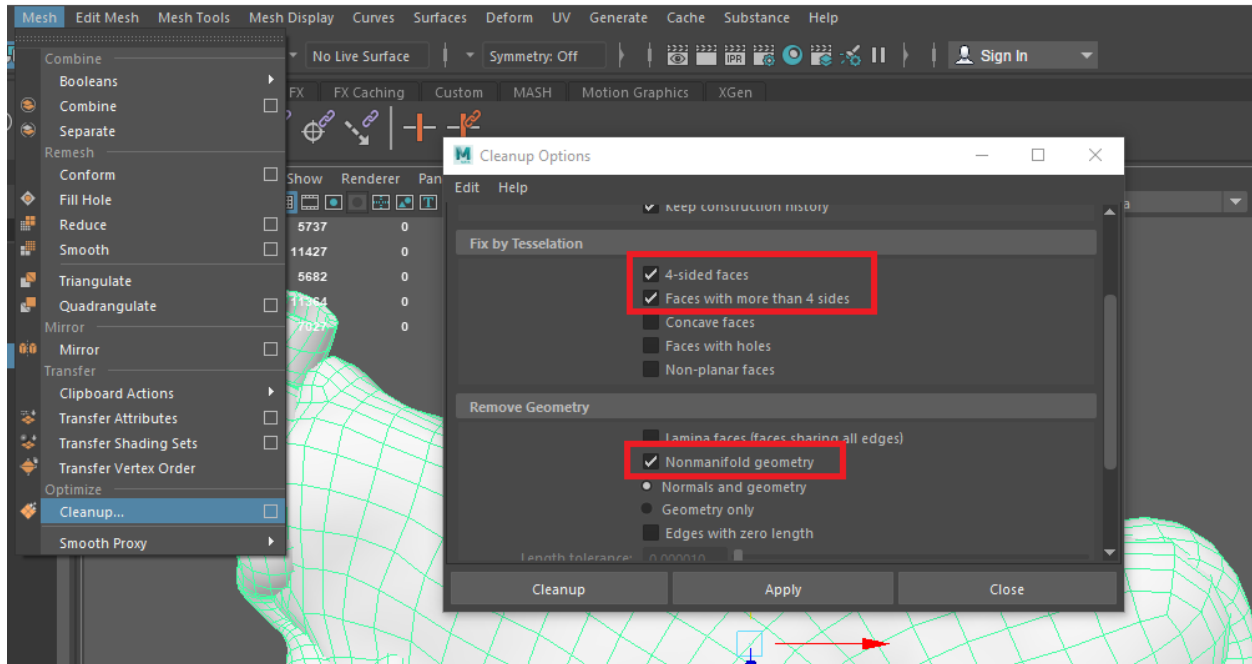 Mesh Edit Mesh Mesh Tools Mesh Display Curves Surfaces Deform UV Generate Cache Substance Help
No Live Surface Symmetry: Off IPR Sign In
FX FX Caching Custom MASH Motion Graphics XGen
Combine
Booleans
Combine
Separate
Remesh
Conform
Fill Hole
Reduce
Smooth
Triangulate
Quadrangulate
Mirror
Mirror
Transfer
Clipboard Actions
Transfer Attributes
Transfer Shading Sets
Transfer Vertex Order
Optimize
Cleanup...
Smooth Proxy
Show Renderer Pan
T
5737 0
11427 0
5682 0
11364 0
7027 0
M Cleanup Options
Edit Help
Keep construction history
Fix by Tesselation
4-sided faces
Faces with more than 4 sides
Concave faces
Faces with holes
Non-planar faces
Remove Geometry
Lamina faces (faces sharing all edges)
Nonmanifold geometry
Normals and geometry
Geometry only
Edges with zero length
Length tolerance: 0.000010
Cleanup Apply Close
a